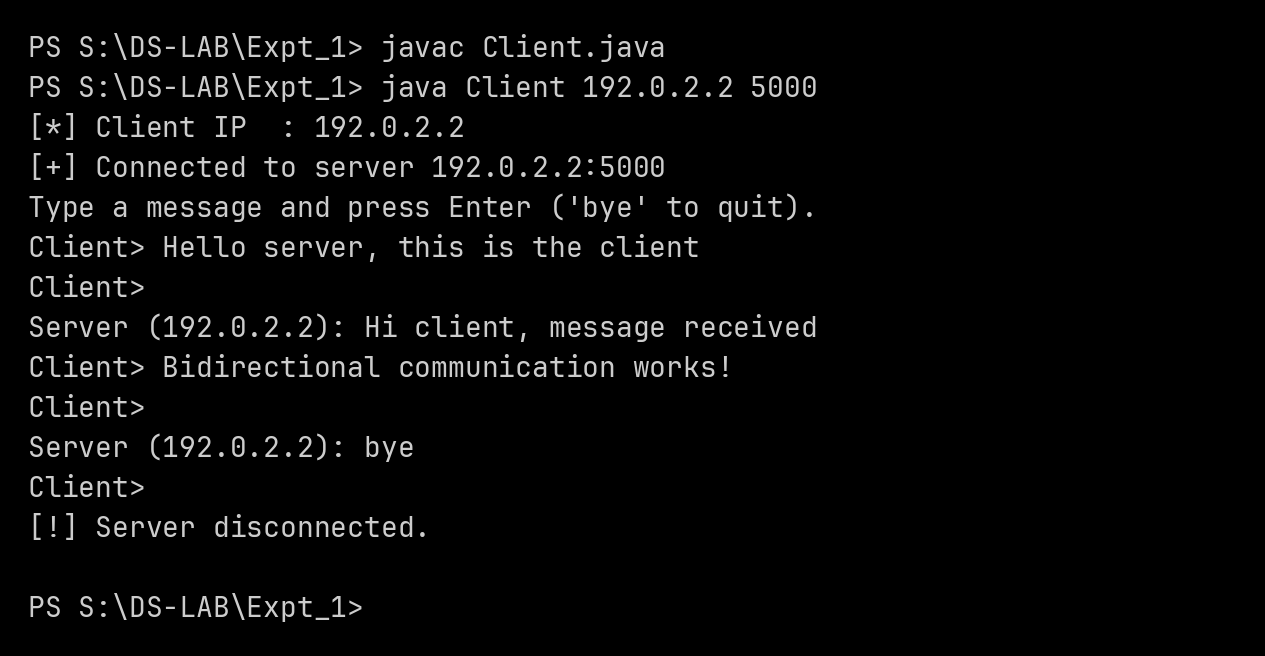 PS S:\DS-LAB\Expt_1> javac Client.java
PS S:\DS-LAB\Expt_1> java Client 192.0.2.2 5000
[*] Client IP  : 192.0.2.2
[+] Connected to server 192.0.2.2:5000
Type a message and press Enter ('bye' to quit).
Client> Hello server, this is the client
Client>
Server (192.0.2.2): Hi client, message received
Client> Bidirectional communication works!
Client>
Server (192.0.2.2): bye
Client>
[!] Server disconnected.

PS S:\DS-LAB\Expt_1>